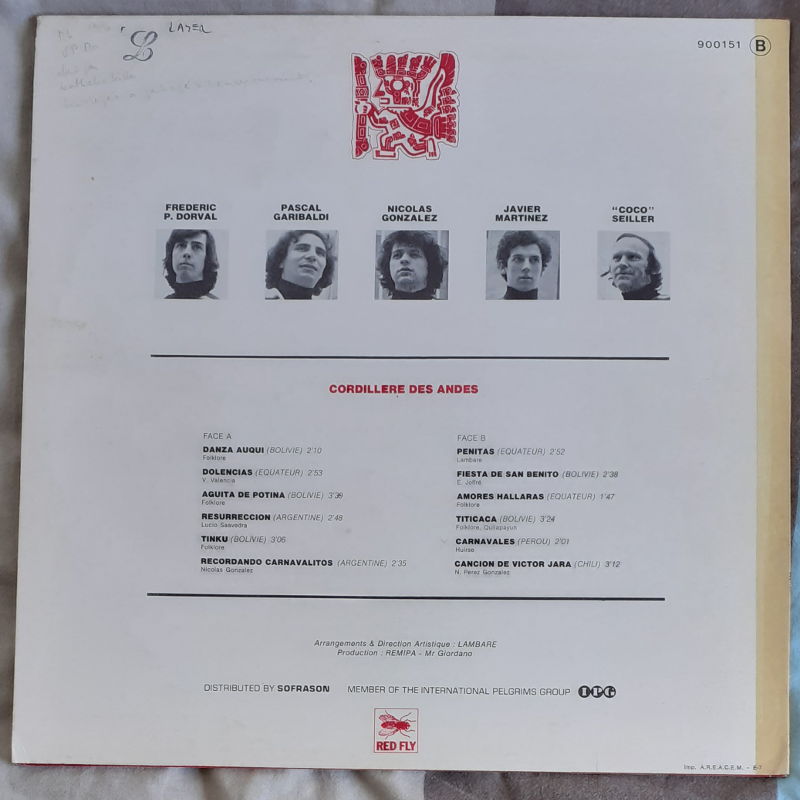 LAYER
900151 B
FREDERIC
P. DORVAL
PASCAL
GARIBALDI
NICOLAS
GONZALEZ
JAVIER
MARTINEZ
"COCO"
SEILLER
CORDILLERE DES ANDES
FACE A
DANZA AUQUI (BOLIVIE) 2'10
Folklore
DOLENCIAS (EQUATEUR) 2'53
V. Valencia
AGUITA DE POTINA (BOLIVIE) 3'39
Folklore
RESURRECCION (ARGENTINE) 2'48
Lucio Saavedra
TINKU (BOLIVIE) 3'06
Folklore
RECORDANDO CARNAVALITOS (ARGENTINE) 2'35
Nicolas Gonzalez
FACE B
PENITAS (EQUATEUR) 2'52
Lambare
FIESTA DE SAN BENITO (BOLIVIE) 2'38
E. Joffré
AMORES HALLARAS (EQUATEUR) 1'47
Folklore
TITICACA (BOLIVIE) 3'24
Folklore, Quilapayun
CARNAVALES (PEROU) 2'01
Huirse
CANCION DE VICTOR JARA (CHILI) 3'12
N. Perez Gonzalez
Arrangements & Direction Artistique : LAMBARE
Production : REMIPA - Mr Giordano
DISTRIBUTED BY SOFRASON MEMBER OF THE INTERNATIONAL PELGRIMS GROUP IPG
RED FLY
Imp. A.R.E.A.C.E.M. - E-7